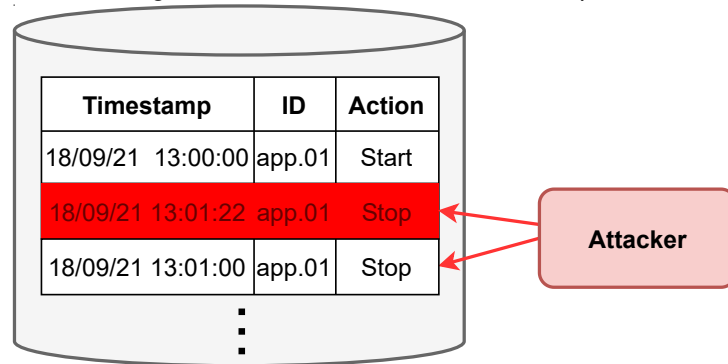 Timestamp ID Action
18/09/21 13:00:00 app.01 Start
18/09/21 13:01:22 app.01 Stop
18/09/21 13:01:00 app.01 Stop
Attacker